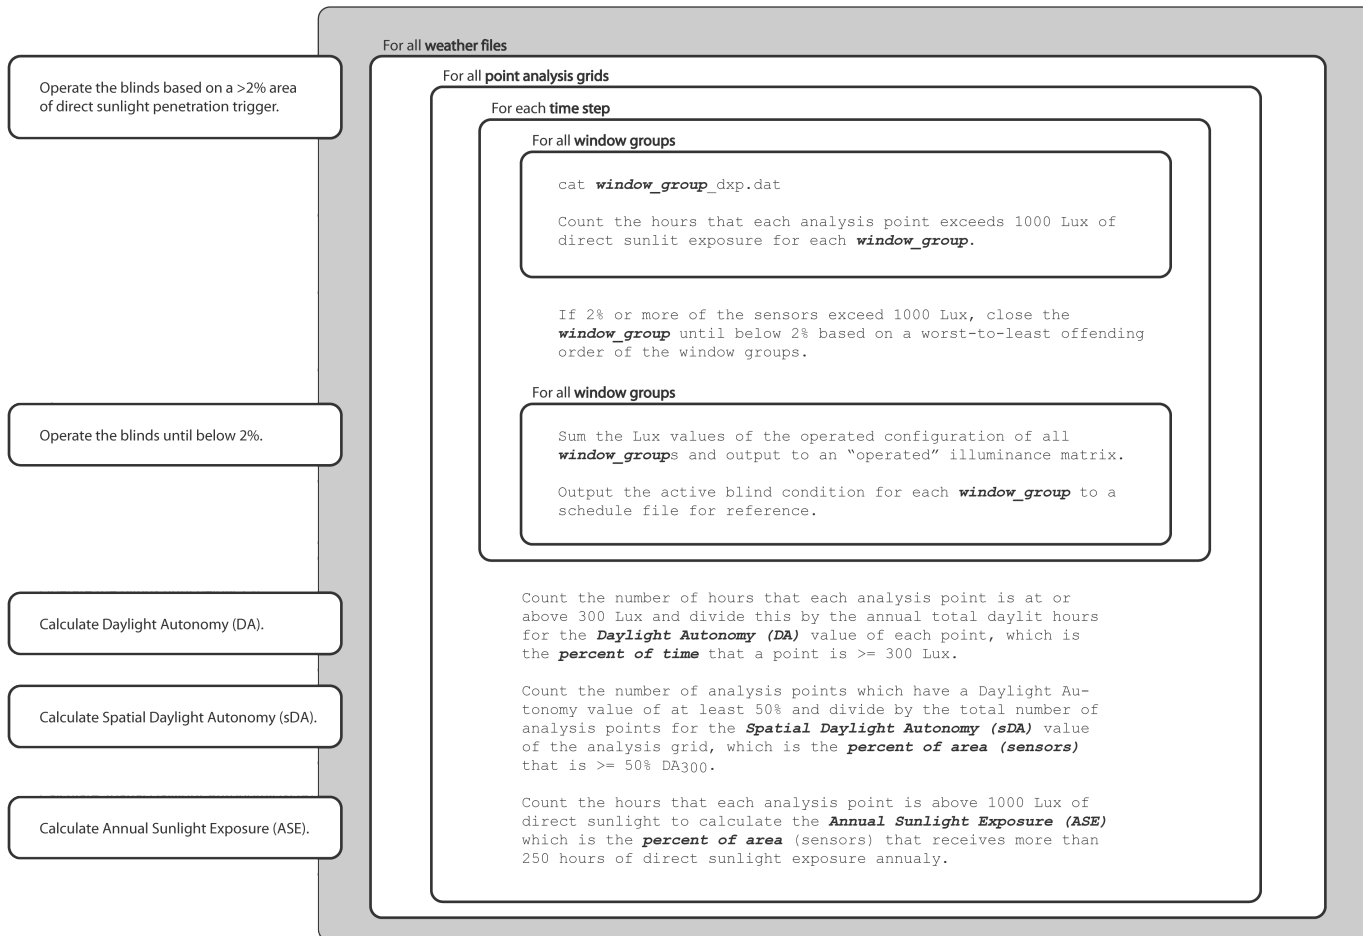 For all weather files
Operate the blinds based on a >2% area
of direct sunlight penetration trigger.
For all point analysis grids
For each time step
For all window groups
cat window_group_dxp.dat
Count the hours that each analysis point exceeds 1000 Lux of
direct sunlit exposure for each window_group.
If 2% or more of the sensors exceed 1000 Lux, close the
window_group until below 2% based on a worst-to-least offending
order of the window groups.
For all window groups
Operate the blinds until below 2%.
Sum the Lux values of the operated configuration of all
window_groups and output to an “operated” illuminance matrix.
Output the active blind condition for each window_group to a
schedule file for reference.
Calculate Daylight Autonomy (DA).
Count the number of hours that each analysis point is at or
above 300 Lux and divide this by the annual total daylit hours
for the Daylight Autonomy (DA) value of each point, which is
the percent of time that a point is >= 300 Lux.
Calculate Spatial Daylight Autonomy (sDA).
Count the number of analysis points which have a Daylight Au-
tonomy value of at least 50% and divide by the total number of
analysis points for the Spatial Daylight Autonomy (sDA) value
of the analysis grid, which is the percent of area (sensors)
that is >= 50% DA300.
Calculate Annual Sunlight Exposure (ASE).
Count the hours that each analysis point is above 1000 Lux of
direct sunlight to calculate the Annual Sunlight Exposure (ASE)
which is the percent of area (sensors) that receives more than
250 hours of direct sunlight exposure annualy.